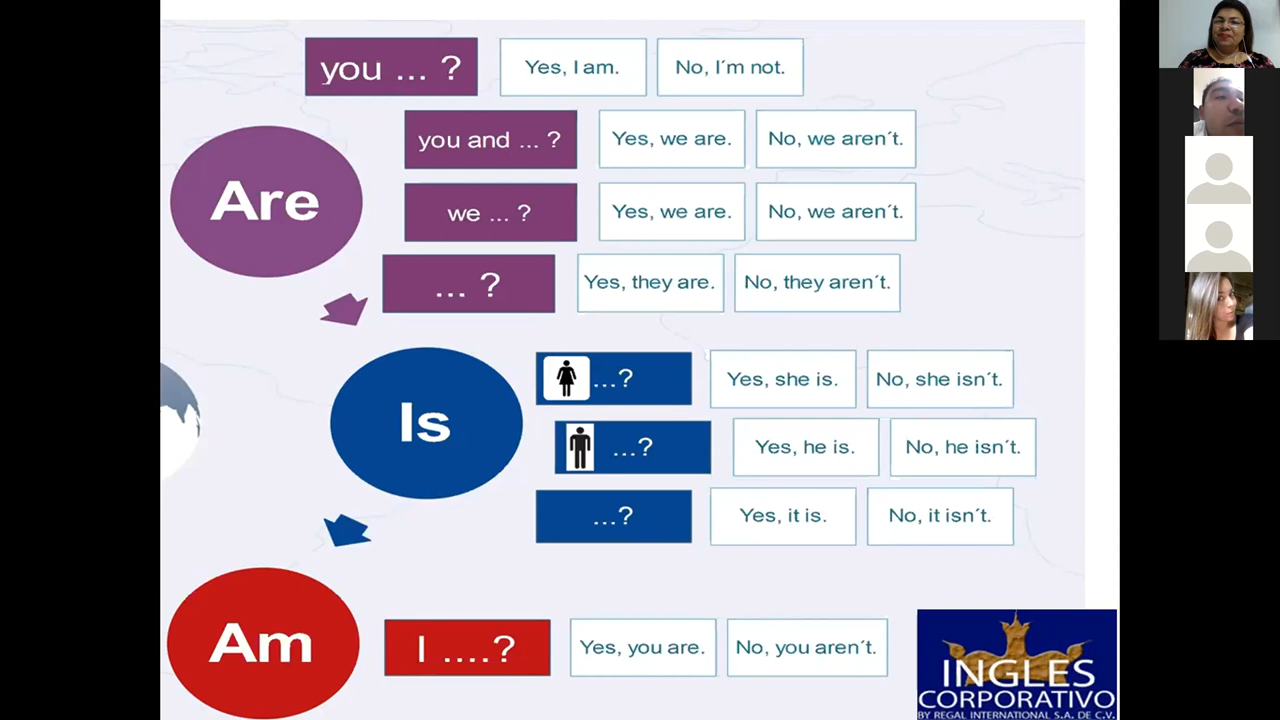 you ... ?
Yes, I am.
No, I´m not.
Are
you and ... ?
Yes, we are.
No, we aren´t.
we ... ?
Yes, we are.
No, we aren´t.
... ?
Yes, they are.
No, they aren´t.
Is
...?
Yes, she is.
No, she isn´t.
...?
Yes, he is.
No, he isn´t.
...?
Yes, it is.
No, it isn´t.
Am
I ....?
Yes, you are.
No, you aren´t.
INGLES
CORPORATIVO
BY REGAL INTERNATIONAL S.A. DE C.V.